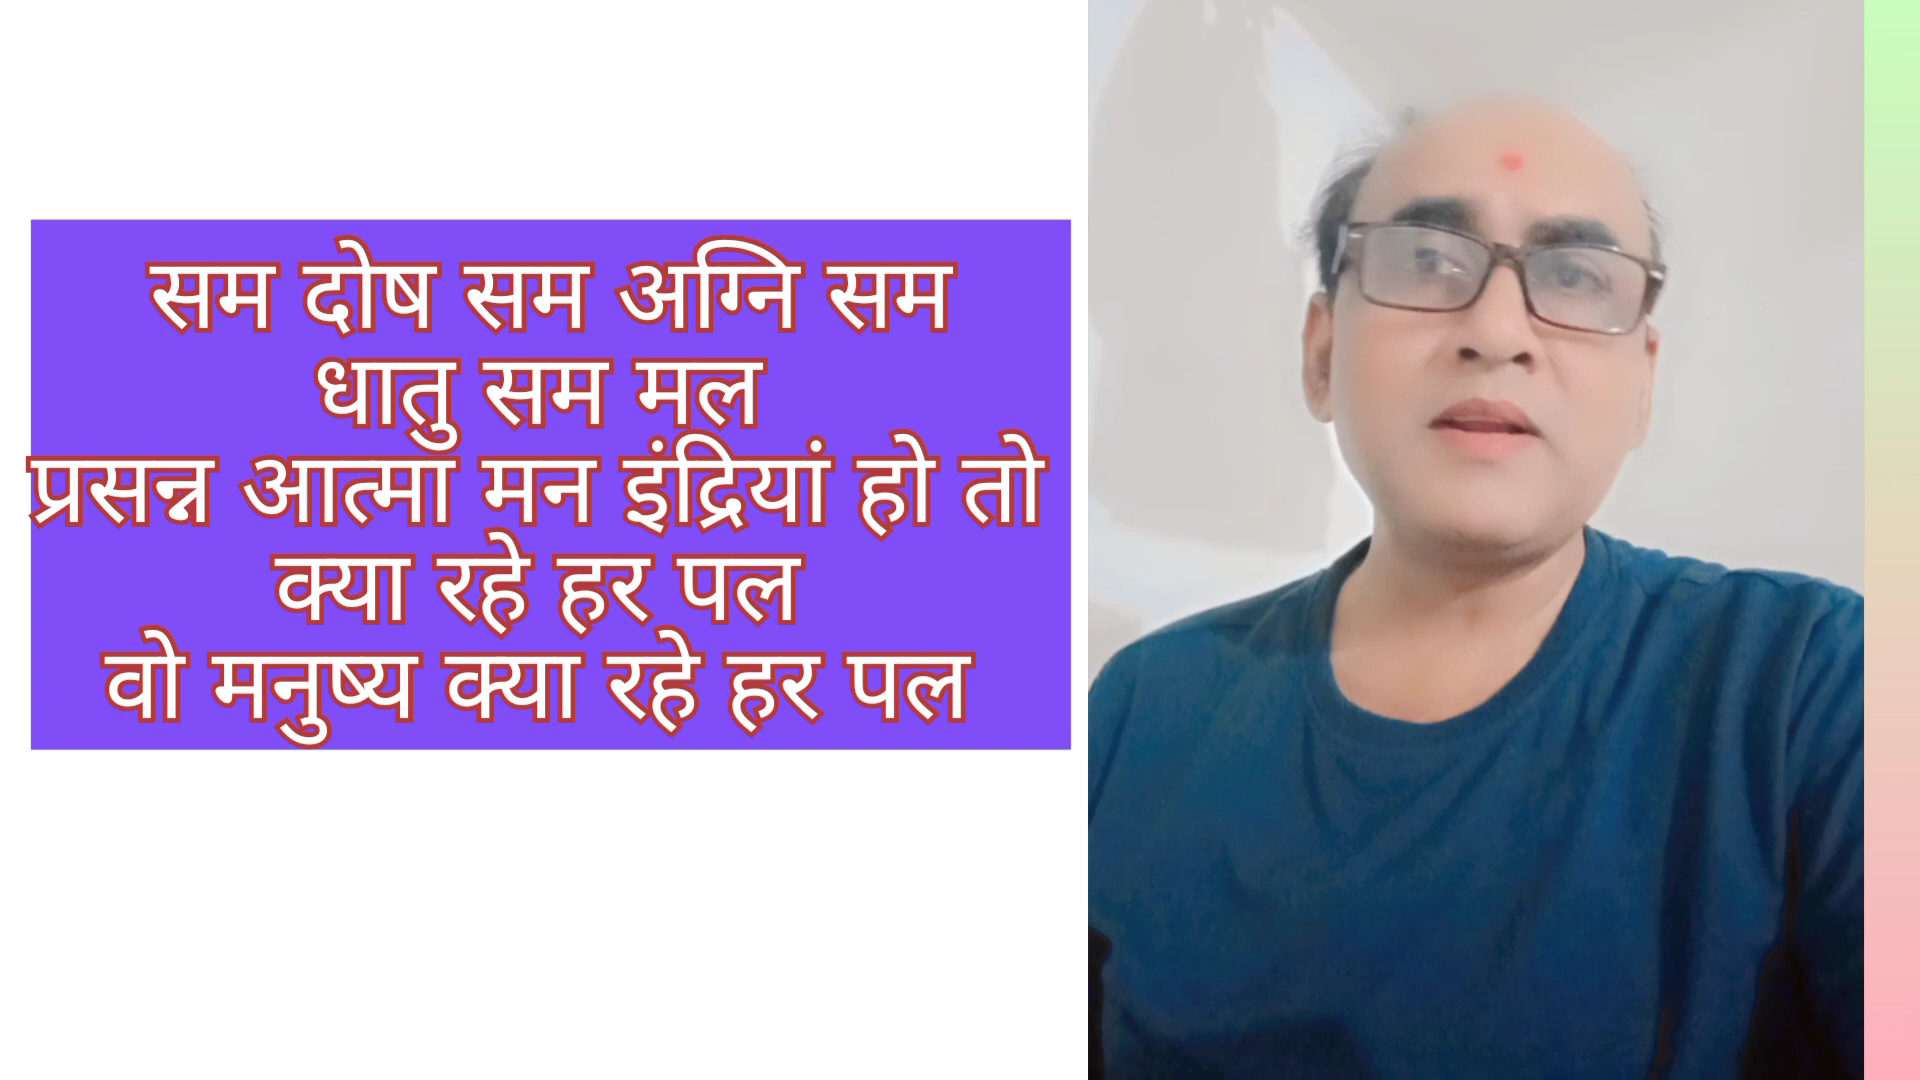 सम दोष सम अग्नि सम
धातु सम मल
प्रसन्न आत्मा मन इंद्रियां हो तो
क्या रहे हर पल
वो मनुष्य क्या रहे हर पल